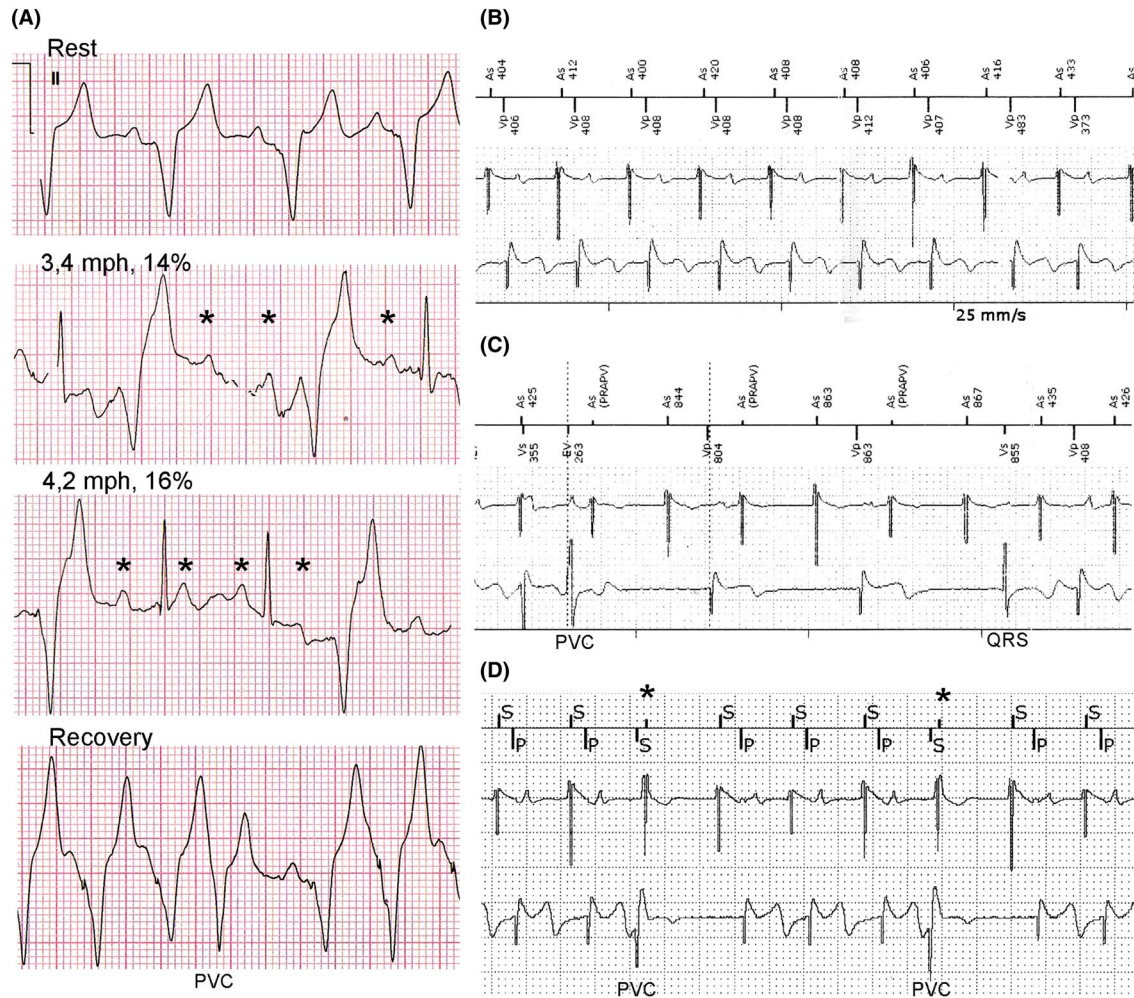 (A)
Rest
II
3,4 mph, 14%
* * *
4,2 mph, 16%
* * * *
Recovery
PVC
(B)
As 404 As 412 As 400 As 420 As 408 As 408 As 406 As 416 As 433
Vp 406 Vp 408 Vp 408 Vp 408 Vp 408 Vp 412 Vp 407 Vp 483 Vp 373
25 mm/s
(C)
As 425 As (PRAPV) As 844 As (PRAPV) As 863 As (PRAPV) As 867 As 435 As 426
Vs 355 EV 263 Vp 804 Vp 863 Vs 855 Vp 408
PVC QRS
(D)
* *
S S S S S S S
P P S P P P S P P
PVC PVC